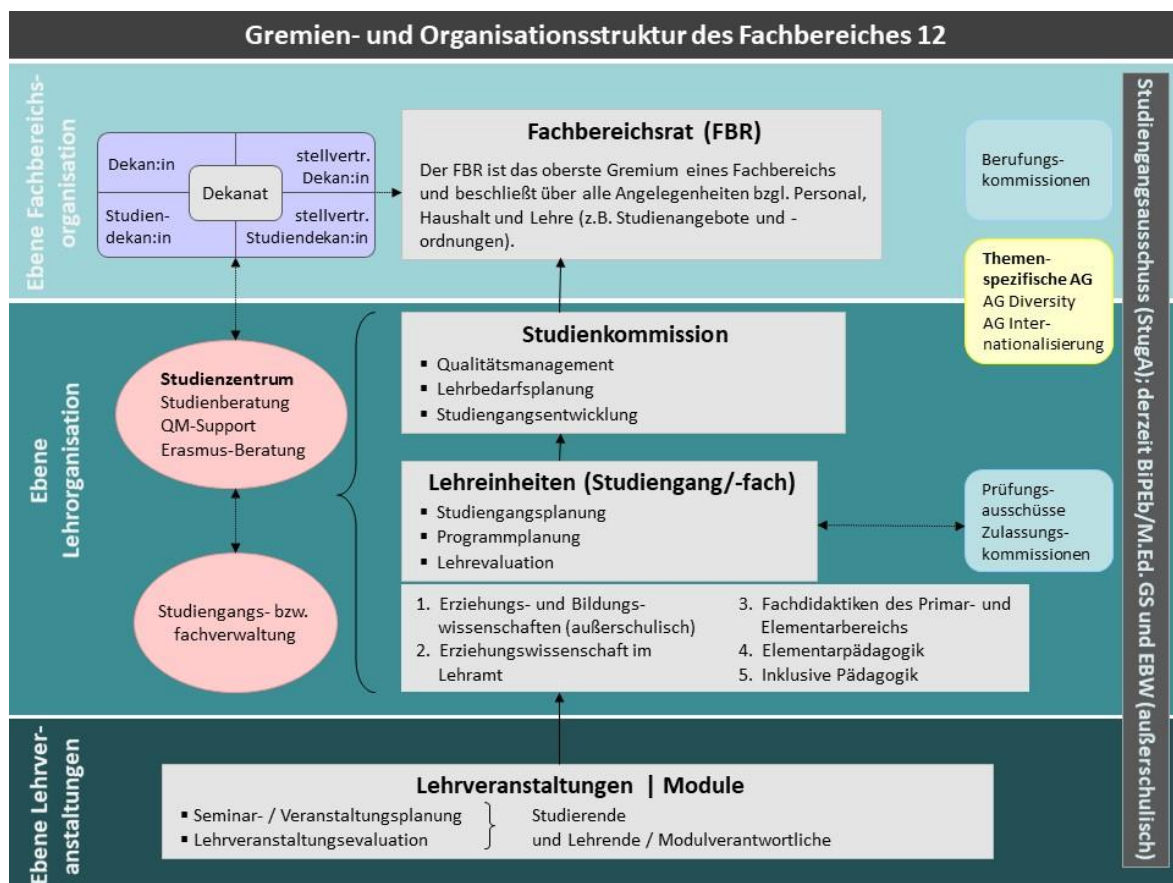 Gremien- und Organisationsstruktur des Fachbereiches 12
Ebene Fachbereichs-
organisation
Dekan:in
stellvertr.
Dekan:in
Dekanat
Studien-
dekan:in
stellvertr.
Studiendekan:in
Fachbereichsrat (FBR)
Der FBR ist das oberste Gremium eines Fachbereichs
und beschließt über alle Angelegenheiten bzgl. Personal,
Haushalt und Lehre (z.B. Studienangebote und -
ordnungen).
Berufungs-
kommissionen
Themen-
spezifische AG
AG Diversity
AG Inter-
nationalisierung
Ebene
Lehrorganisation
Studienzentrum
Studienberatung
QM-Support
Erasmus-Beratung
Studiengangs- bzw.
fachverwaltung
Studienkommission
▪ Qualitätsmanagement
▪ Lehrbedarfsplanung
▪ Studiengangsentwicklung
Lehreinheiten (Studiengang/-fach)
▪ Studiengangsplanung
▪ Programmplanung
▪ Lehrevaluation
1. Erziehungs- und Bildungs-
wissenschaften (außerschulisch)
2. Erziehungswissenschaft im
Lehramt
3. Fachdidaktiken des Primar- und
Elementarbereichs
4. Elementarpädagogik
5. Inklusive Pädagogik
Prüfungs-
ausschüsse
Zulassungs-
kommissionen
Ebene Lehrver-
anstaltungen
Lehrveranstaltungen | Module
▪ Seminar- / Veranstaltungsplanung
▪ Lehrveranstaltungsevaluation
Studierende
und Lehrende / Modulverantwortliche
Studiengangsausschuss (StugA); derzeit BiPEb/M.Ed. GS und EBW (außerschulisch)